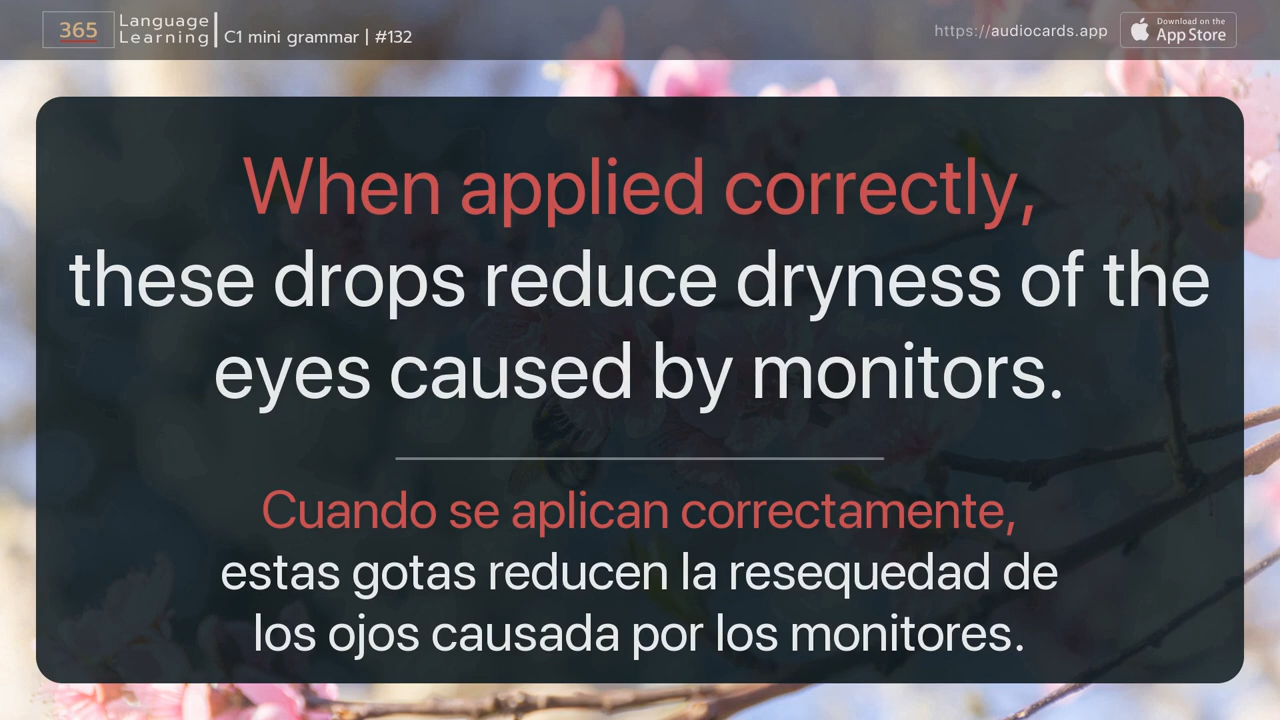 365
Language
Learning
C1 mini grammar | #132
https://audiocards.app
Download on the
App Store
When applied correctly,
these drops reduce dryness of the
eyes caused by monitors.
Cuando se aplican correctamente,
estas gotas reducen la resequedad de
los ojos causada por los monitores.